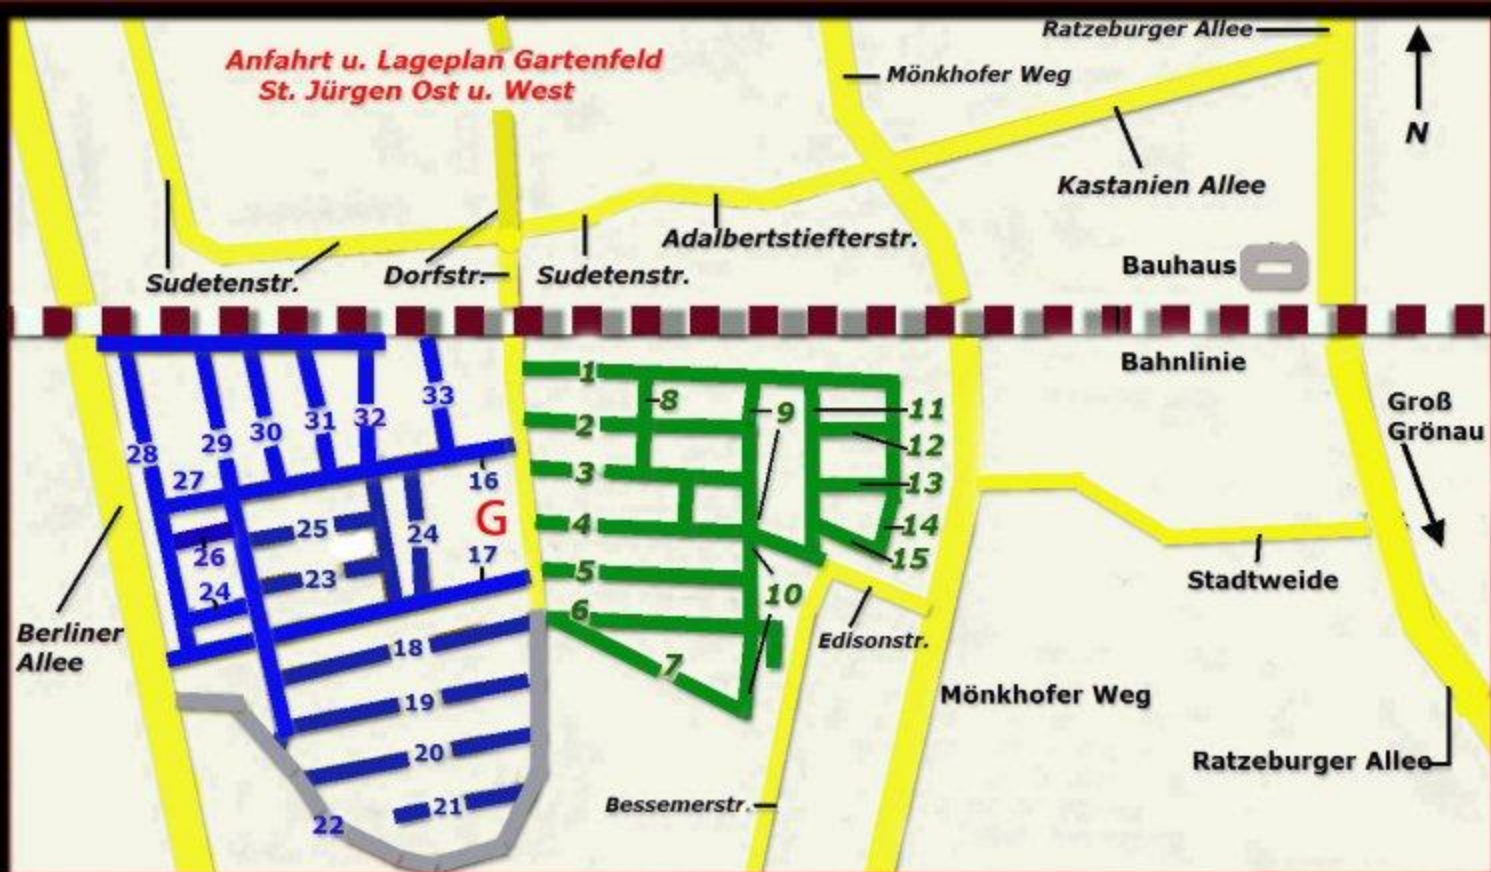 Ratzeburger Allee
Anfahrt u. Lageplan Gartenfeld
St. Jürgen Ost u. West
Mönkhofer Weg
N
Kastanien Allee
Adalbertstiefterstr.
Bauhaus
Sudetenstr.
Dorfstr.
Sudetenstr.
Bahnlinie
1
33
8
Groß
Grönau
9
11
32
31
2
30
29
12
28
3
16
27
13
G
4
14
25
24
26
17
15
5
23
Stadtweide
24
10
6
Berliner
Allee
Edisonstr.
18
7
Mönkhofer Weg
19
20
Ratzeburger Allee
21
Bessemerstr.
22